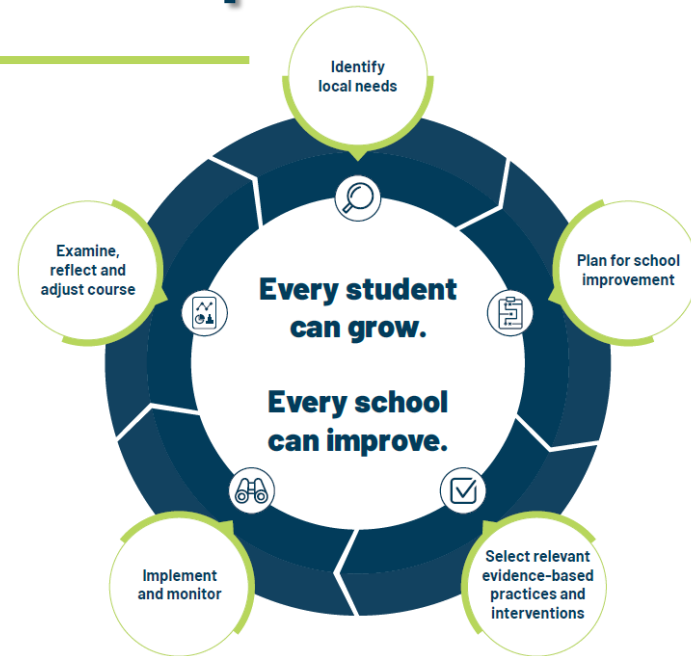 Identify
local needs
Plan for school
improvement
Select relevant
evidence-based
practices and
interventions
Implement
and monitor
Examine,
reflect and
adjust course
Every student
can grow.
Every school
can improve.